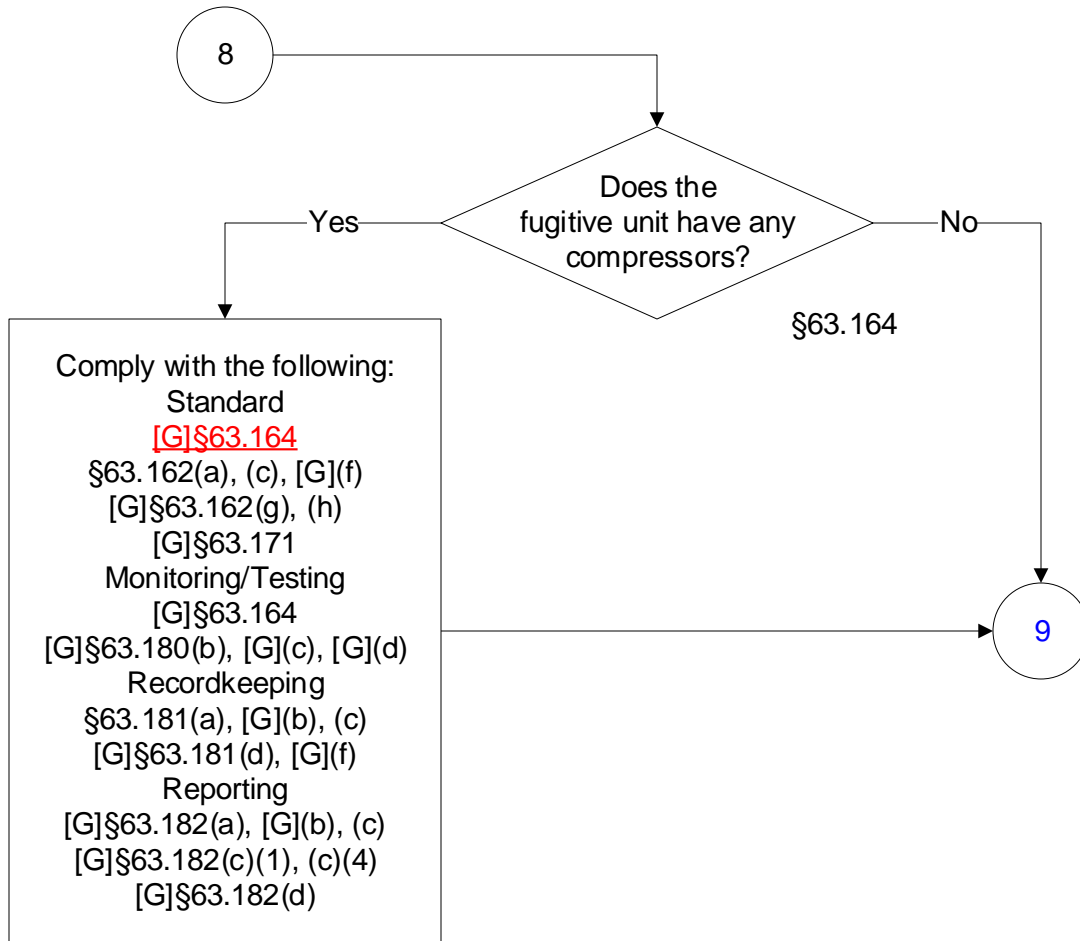 8
Does the
fugitive unit have any
compressors?
Yes
No
§63.164
Comply with the following:
Standard
[G]§63.164
§63.162(a), (c), [G](f)
[G]§63.162(g), (h)
[G]§63.171
Monitoring/Testing
[G]§63.164
[G]§63.180(b), [G](c), [G](d)
Recordkeeping
§63.181(a), [G](b), (c)
[G]§63.181(d), [G](f)
Reporting
[G]§63.182(a), [G](b), (c)
[G]§63.182(c)(1), (c)(4)
[G]§63.182(d)
9